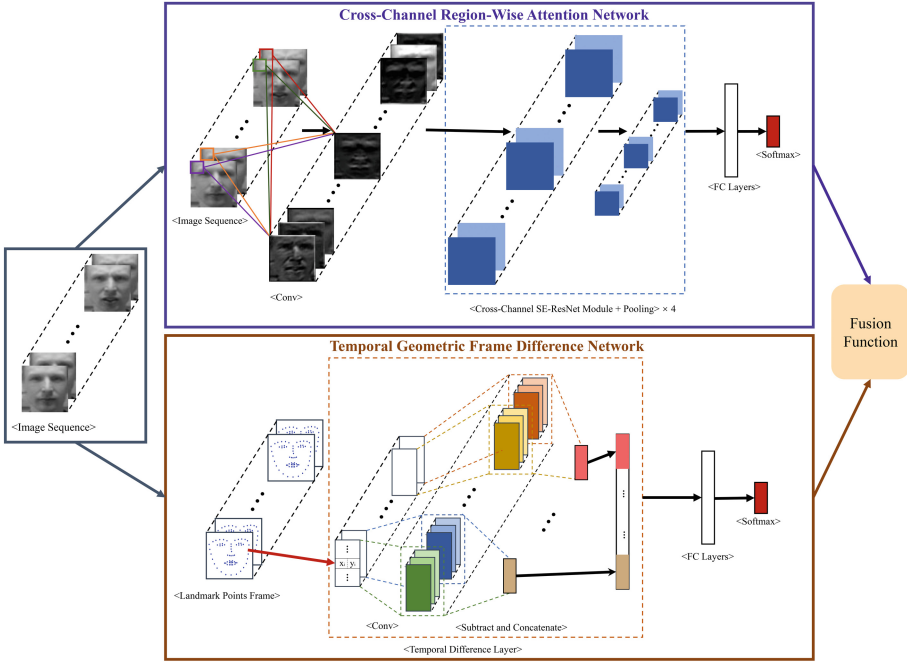 Cross-Channel Region-Wise Attention Network
<Image Sequence>
<Conv>
<Cross-Channel SE-ResNet Module + Pooling> × 4
<FC Layers>
<Softmax>
<Image Sequence>
Fusion
Function
Temporal Geometric Frame Difference Network
<Landmark Points Frame>
xᵢ yᵢ
<Conv>
<Subtract and Concatenate>
<Temporal Difference Layer>
<FC Layers>
<Softmax>